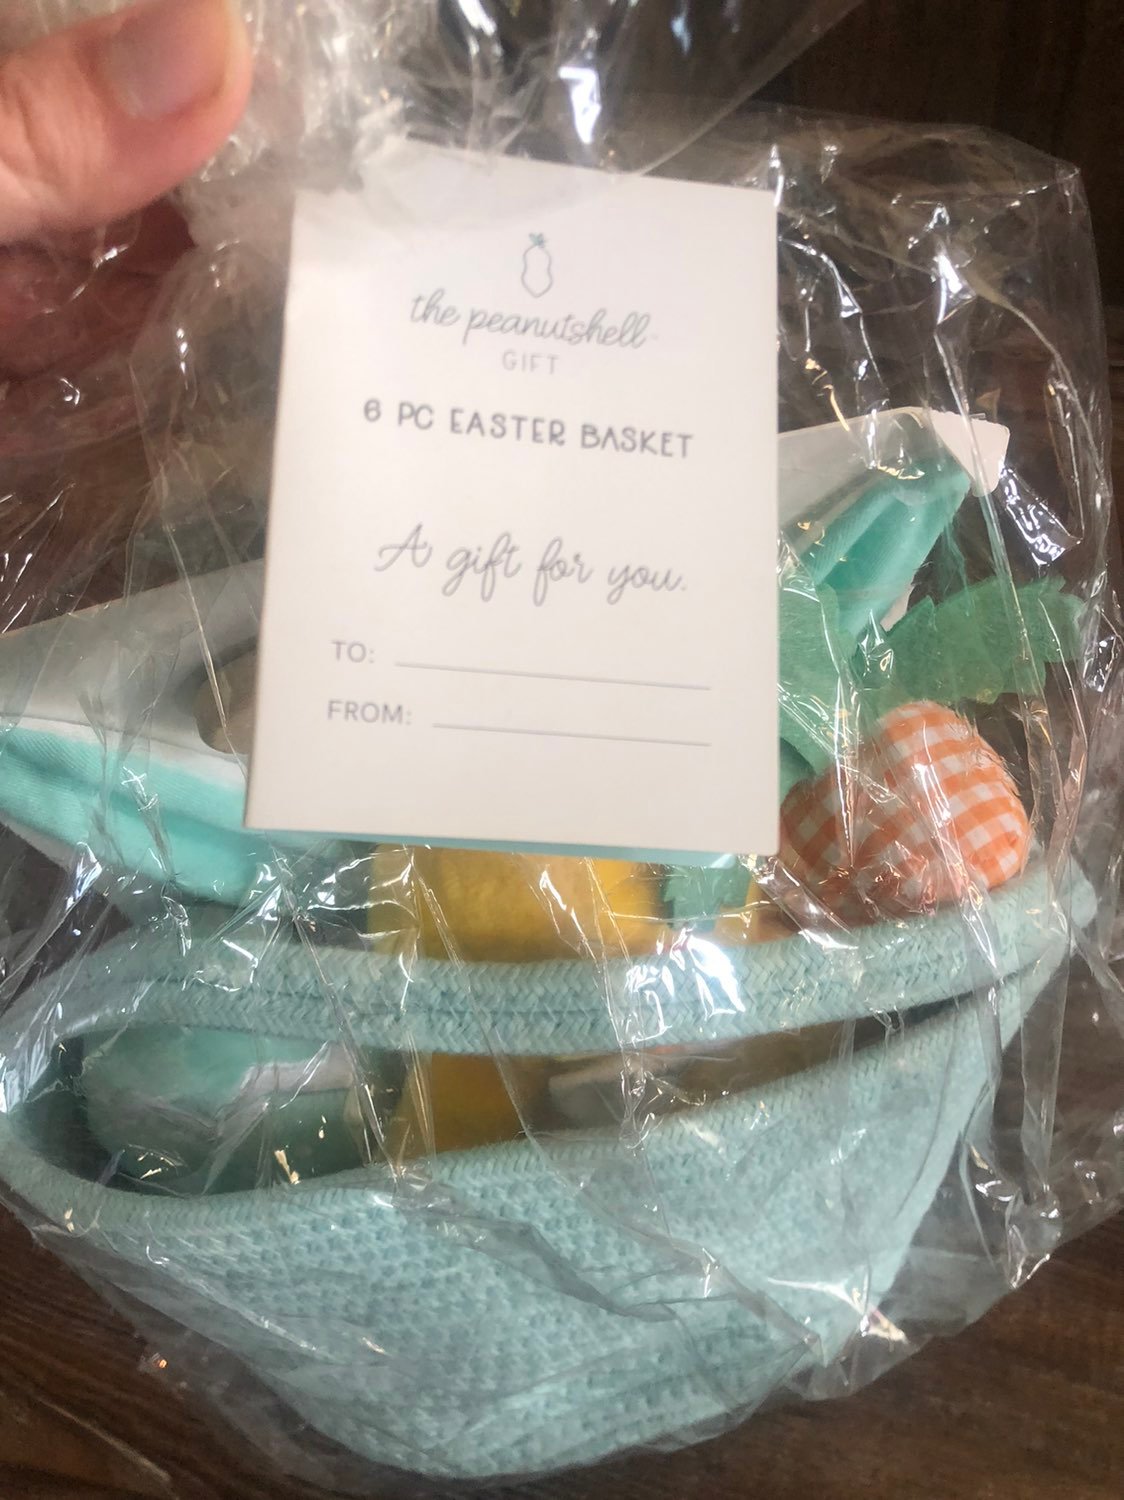 the peanutshell
GIFT
6 PC EASTER BASKET
A gift for you.
TO:
FROM: